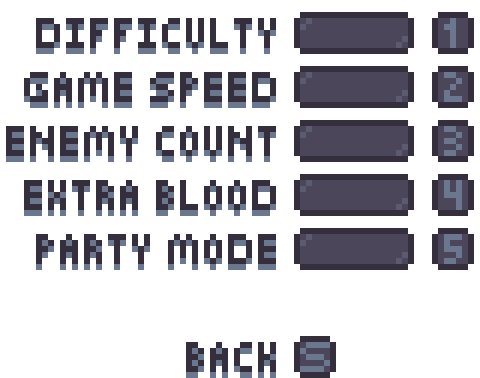 DIFFICULTY 1
GAME SPEED 2
ENEMY COUNT 3
EXTRA BLOOD 4
PARTY MODE 5
BACK S